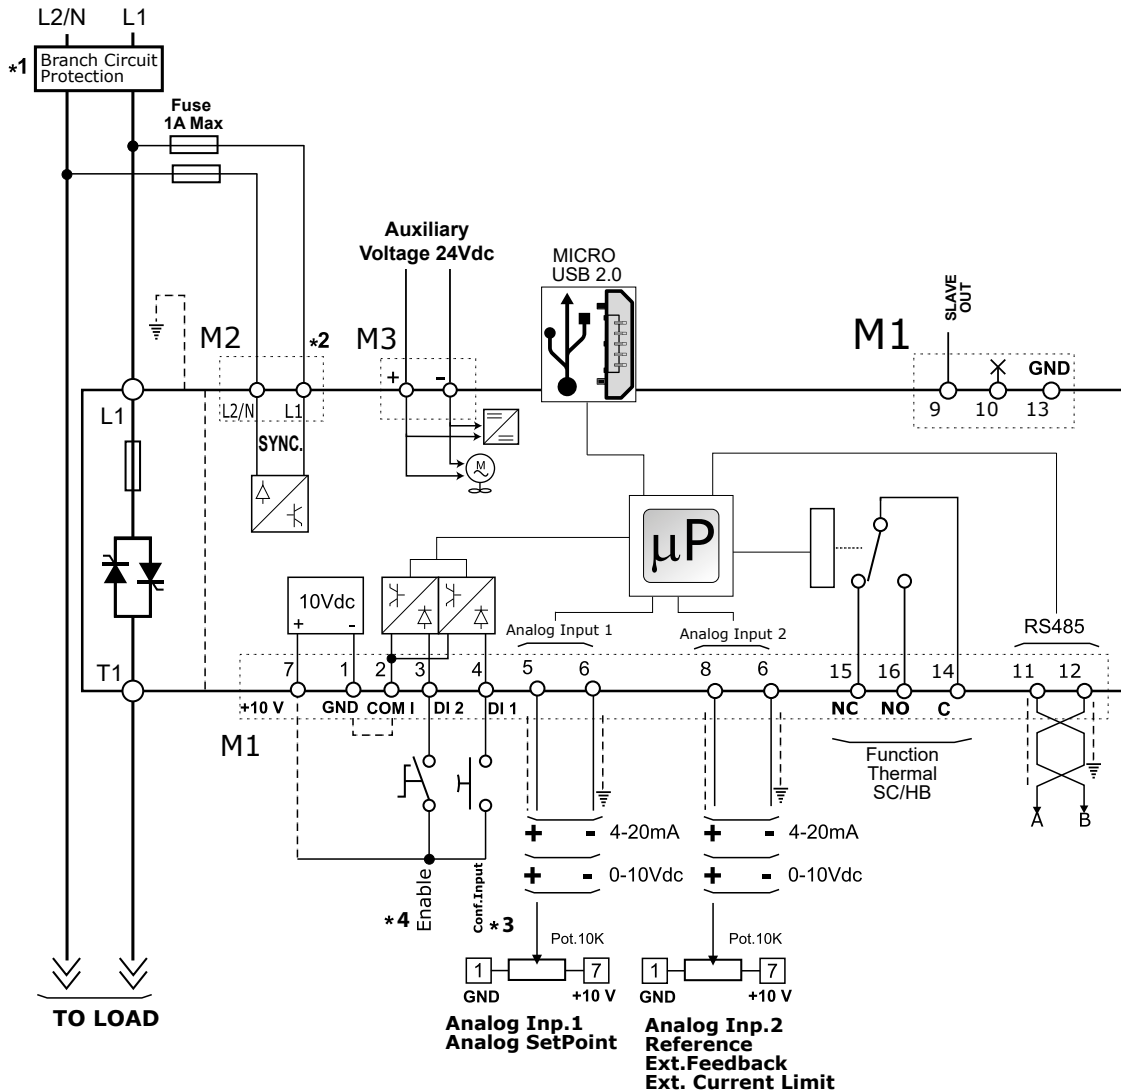 L2/N L1
*1 Branch Circuit
Protection
Fuse
1A Max
Auxiliary
Voltage 24Vdc
MICRO
USB 2.0
SLAVE
OUT
M2 *2 M3 M1
+ - GND
L1 L2/N L1 9 10 13
SYNC.
M
µP
10Vdc
+ -
Analog Input 1 Analog Input 2 RS485
T1 7 1 2 3 4 5 6 8 6 15 16 14 11 12
+10 V GND COM I DI 2 DI 1 NC NO C
M1
Function
Thermal
SC/HB
A B
+ - 4-20mA + - 4-20mA
+ - 0-10Vdc + - 0-10Vdc
*4 Enable Conf.Input *3
Pot.10K Pot.10K
1 7 1 7
GND +10 V GND +10 V
TO LOAD
Analog Inp.1
Analog SetPoint
Analog Inp.2
Reference
Ext.Feedback
Ext. Current Limit